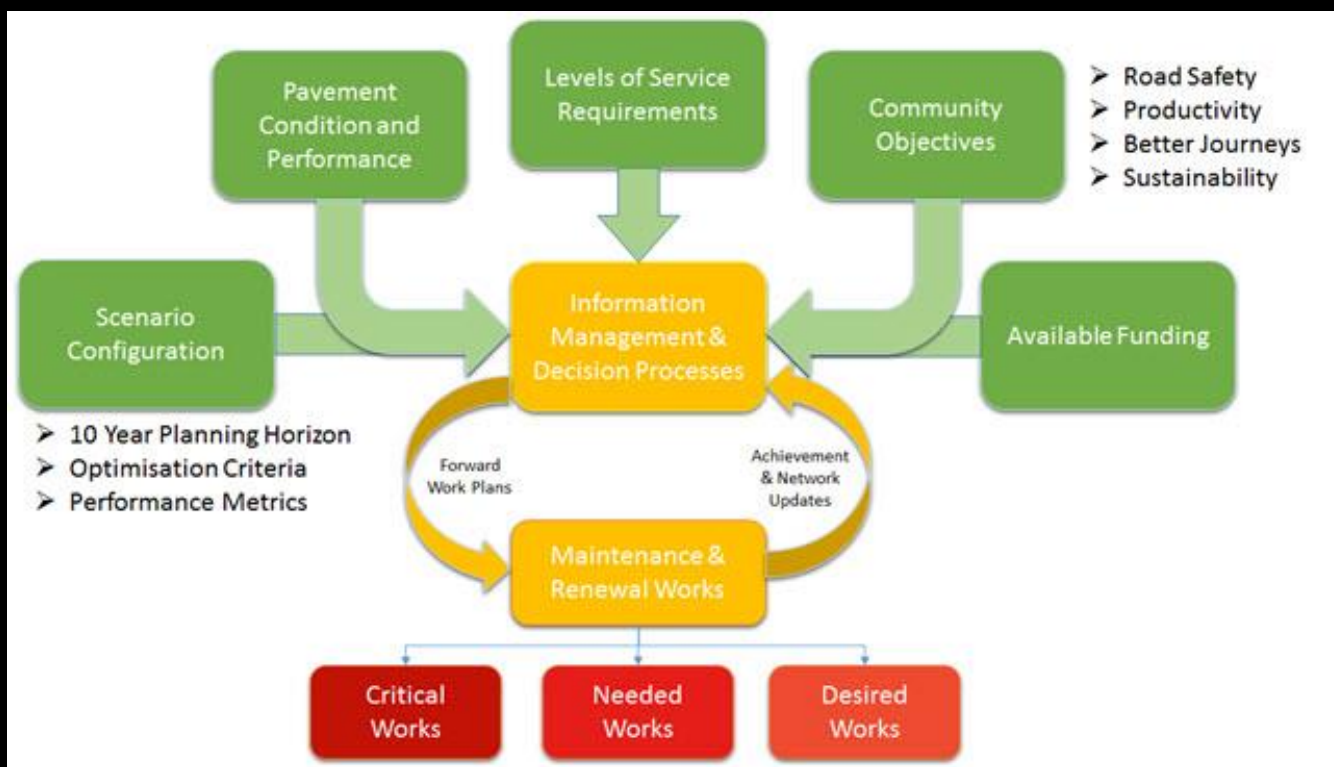 Pavement
Condition and
Performance
Levels of Service
Requirements
Community
Objectives
➢ Road Safety
➢ Productivity
➢ Better Journeys
➢ Sustainability
Scenario
Configuration
Information
Management &
Decision Processes
Available Funding
➢ 10 Year Planning Horizon
➢ Optimisation Criteria
➢ Performance Metrics
Forward
Work Plans
Achievement
& Network
Updates
Maintenance &
Renewal Works
Critical
Works
Needed
Works
Desired
Works